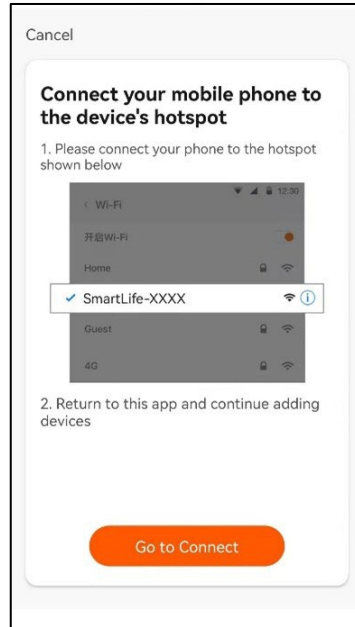 Cancel
Connect your mobile phone to
the device's hotspot
1. Please connect your phone to the hotspot
shown below
12:30
< Wi-Fi
开启Wi-Fi
Home
SmartLife-XXXX
Guest
4G
2. Return to this app and continue adding
devices
Go to Connect